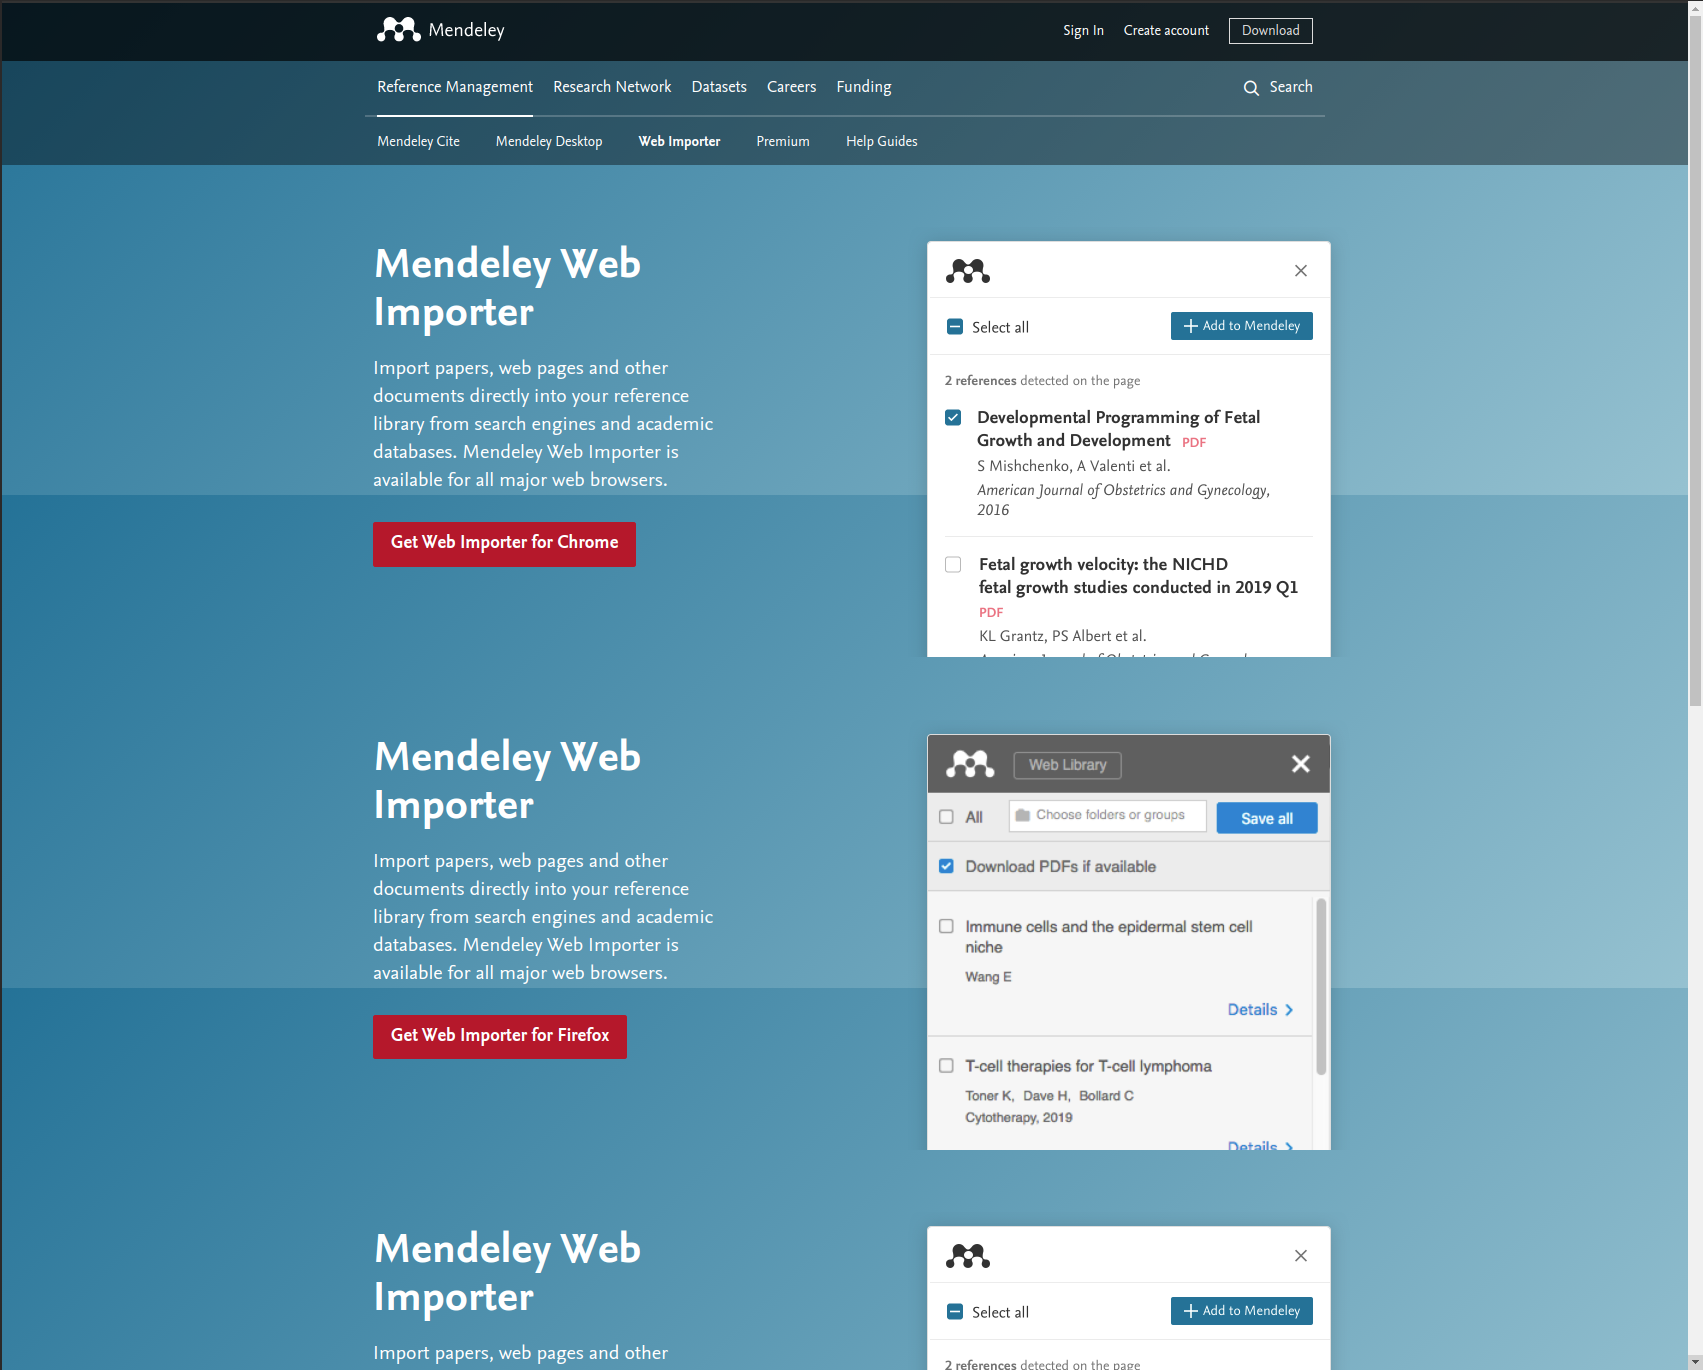 Mendeley
Sign In
Create account
Download
Reference Management
Research Network
Datasets
Careers
Funding
Search
Mendeley Cite
Mendeley Desktop
Web Importer
Premium
Help Guides
Mendeley Web
Importer
Import papers, web pages and other
documents directly into your reference
library from search engines and academic
databases. Mendeley Web Importer is
available for all major web browsers.
Get Web Importer for Chrome
Select all
Add to Mendeley
2 references detected on the page
Developmental Programming of Fetal
Growth and Development PDF
S Mishchenko, A Valenti et al.
American Journal of Obstetrics and Gynecology,
2016
Fetal growth velocity: the NICHD
fetal growth studies conducted in 2019 Q1
PDF
KL Grantz, PS Albert et al.
Mendeley Web
Importer
Import papers, web pages and other
documents directly into your reference
library from search engines and academic
databases. Mendeley Web Importer is
available for all major web browsers.
Get Web Importer for Firefox
Web Library
All
Choose folders or groups
Save all
Download PDFs if available
Immune cells and the epidermal stem cell
niche
Wang E
Details
T-cell therapies for T-cell lymphoma
Toner K, Dave H, Bollard C
Cytotherapy, 2019
Details
Mendeley Web
Importer
Import papers, web pages and other
Select all
Add to Mendeley
2 references detected on the page